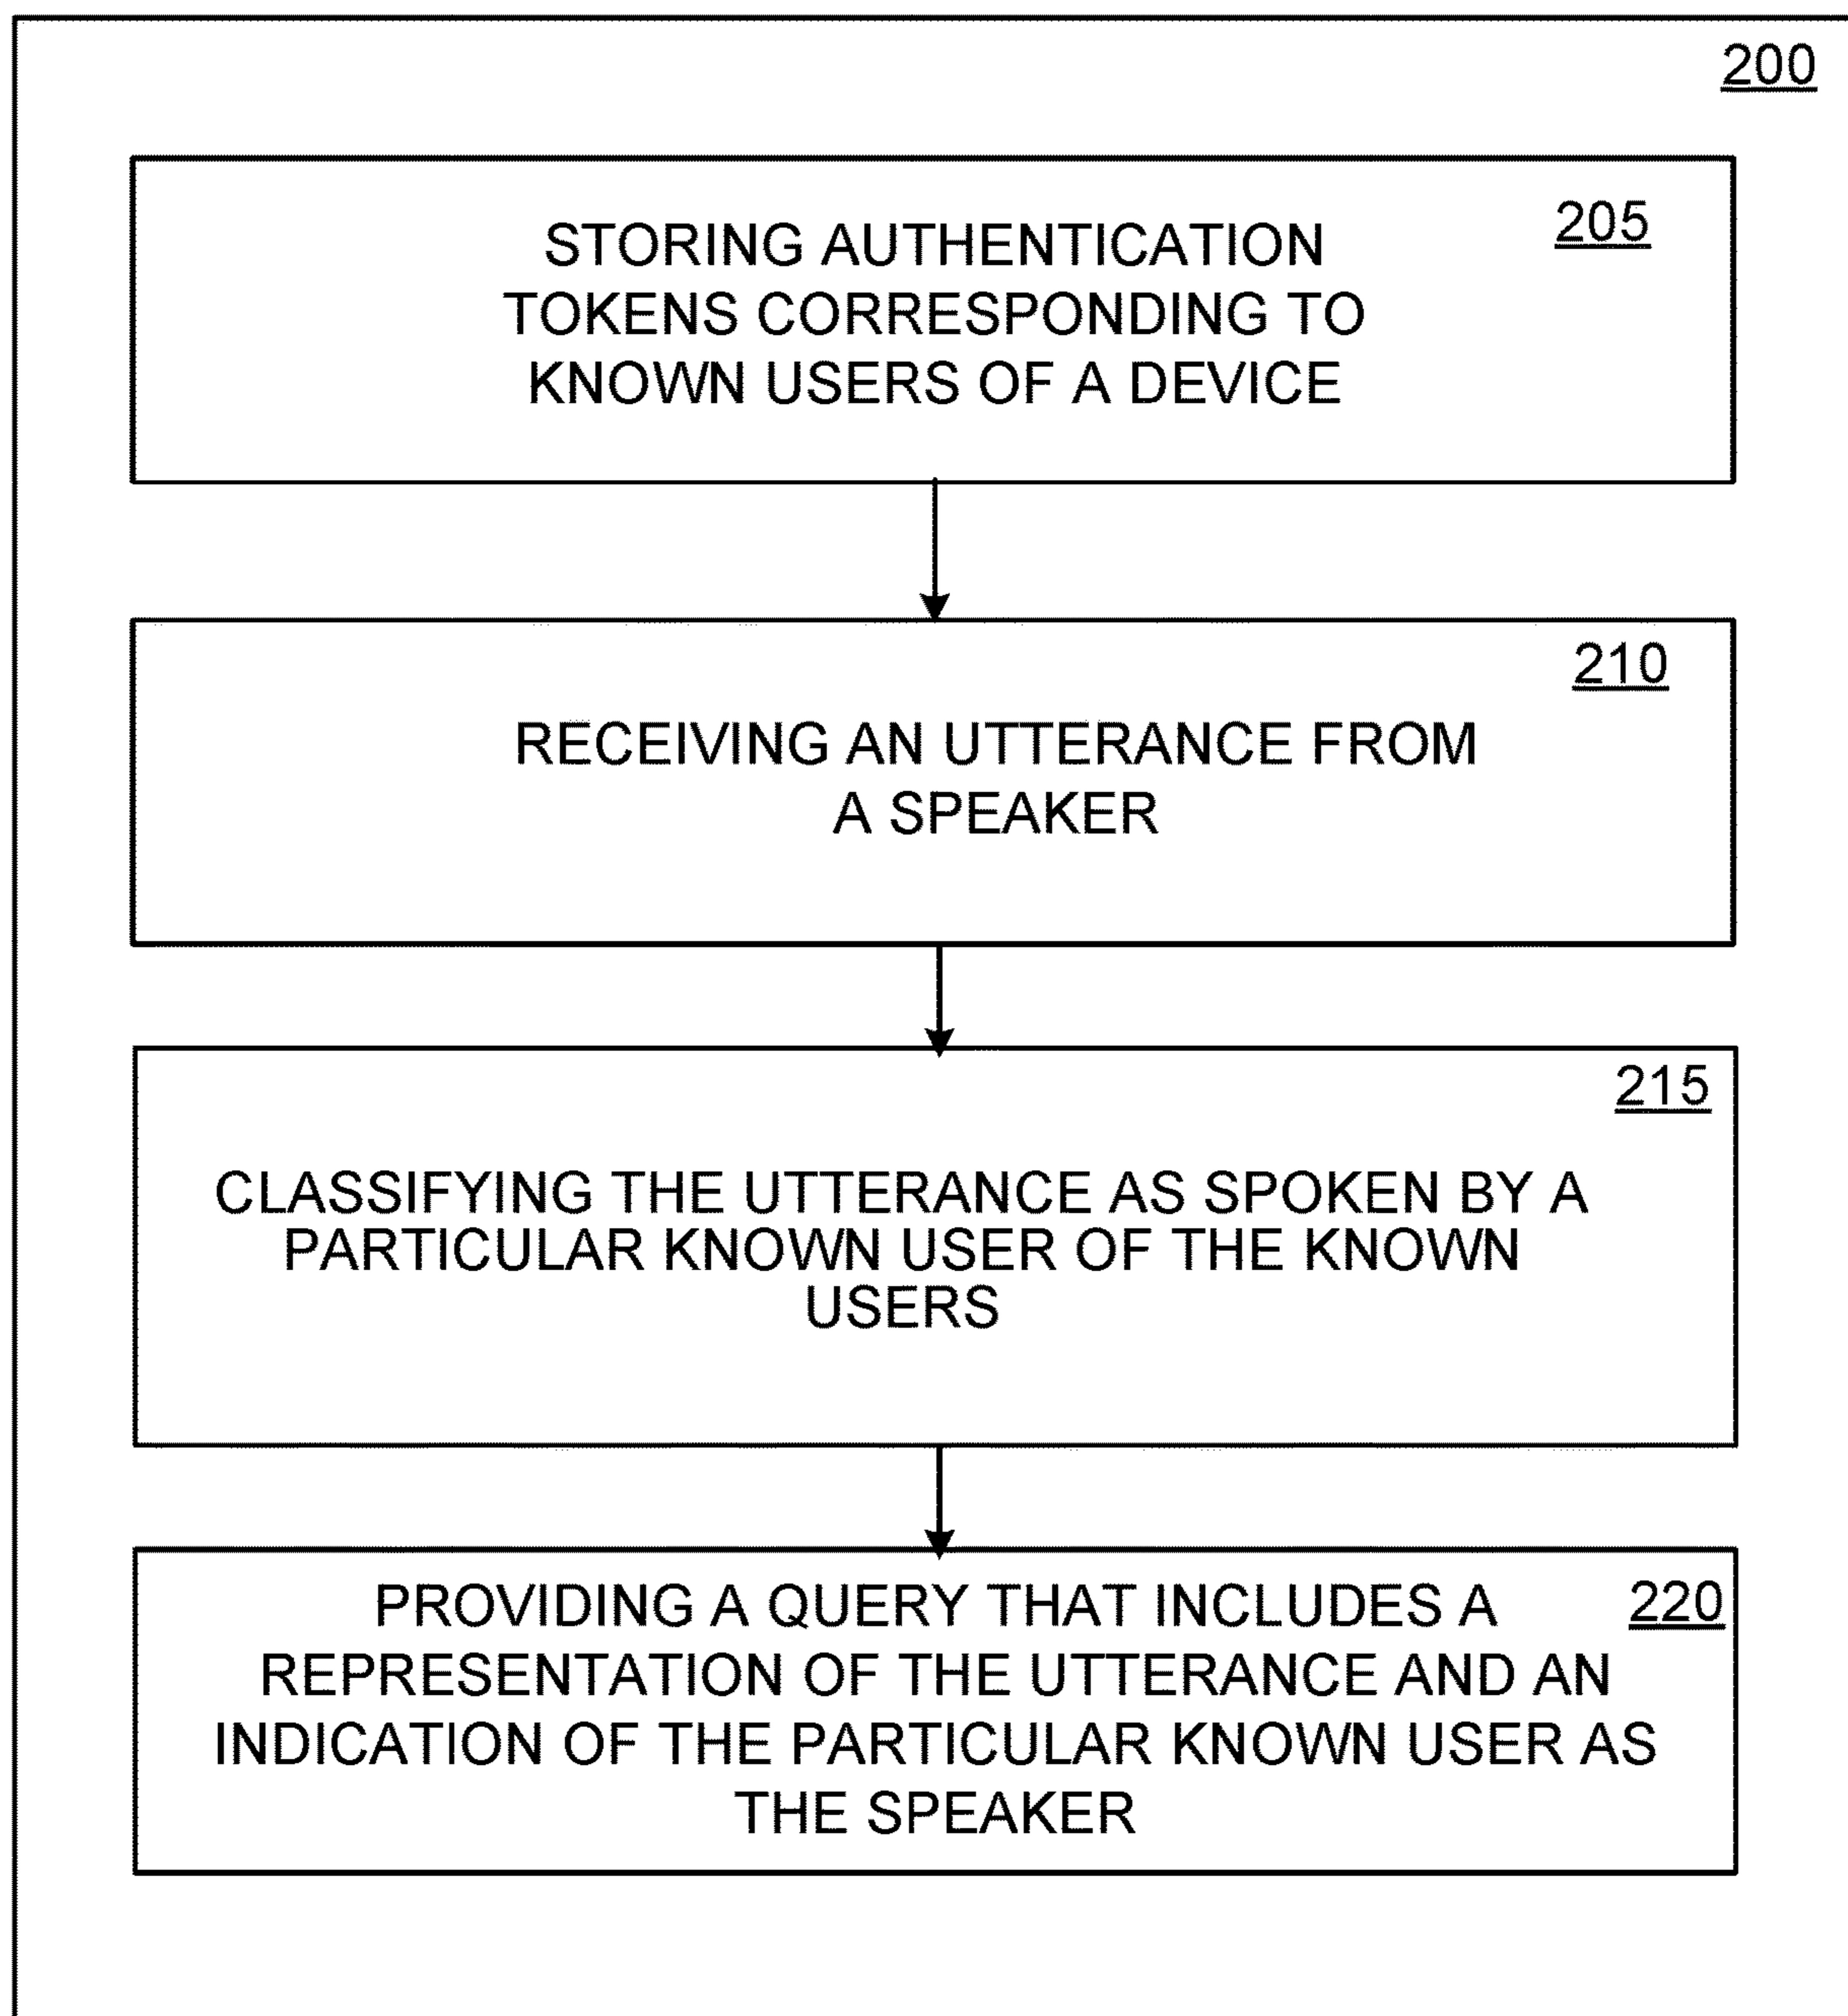 200
205
STORING AUTHENTICATION
TOKENS CORRESPONDING TO
KNOWN USERS OF A DEVICE
210
RECEIVING AN UTTERANCE FROM
A SPEAKER
215
CLASSIFYING THE UTTERANCE AS SPOKEN BY A
PARTICULAR KNOWN USER OF THE KNOWN
USERS
220
PROVIDING A QUERY THAT INCLUDES A
REPRESENTATION OF THE UTTERANCE AND AN
INDICATION OF THE PARTICULAR KNOWN USER AS
THE SPEAKER